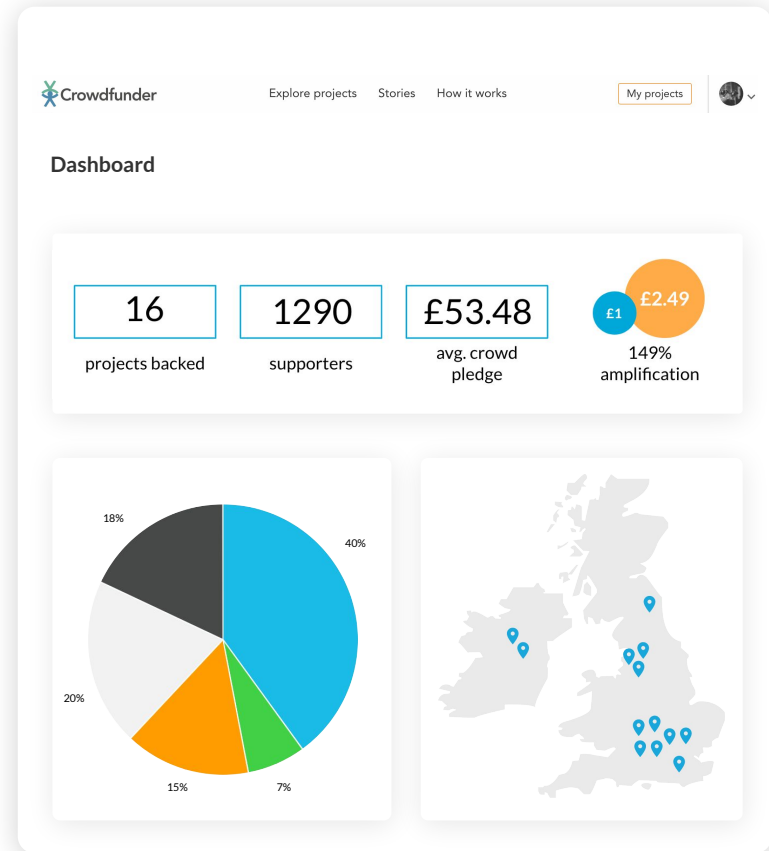 Crowdfunder
Explore projects
Stories
How it works
My projects
Dashboard
16
projects backed
1290
supporters
£53.48
avg. crowd
pledge
£1
£2.49
149%
amplification
18%
40%
20%
15%
7%